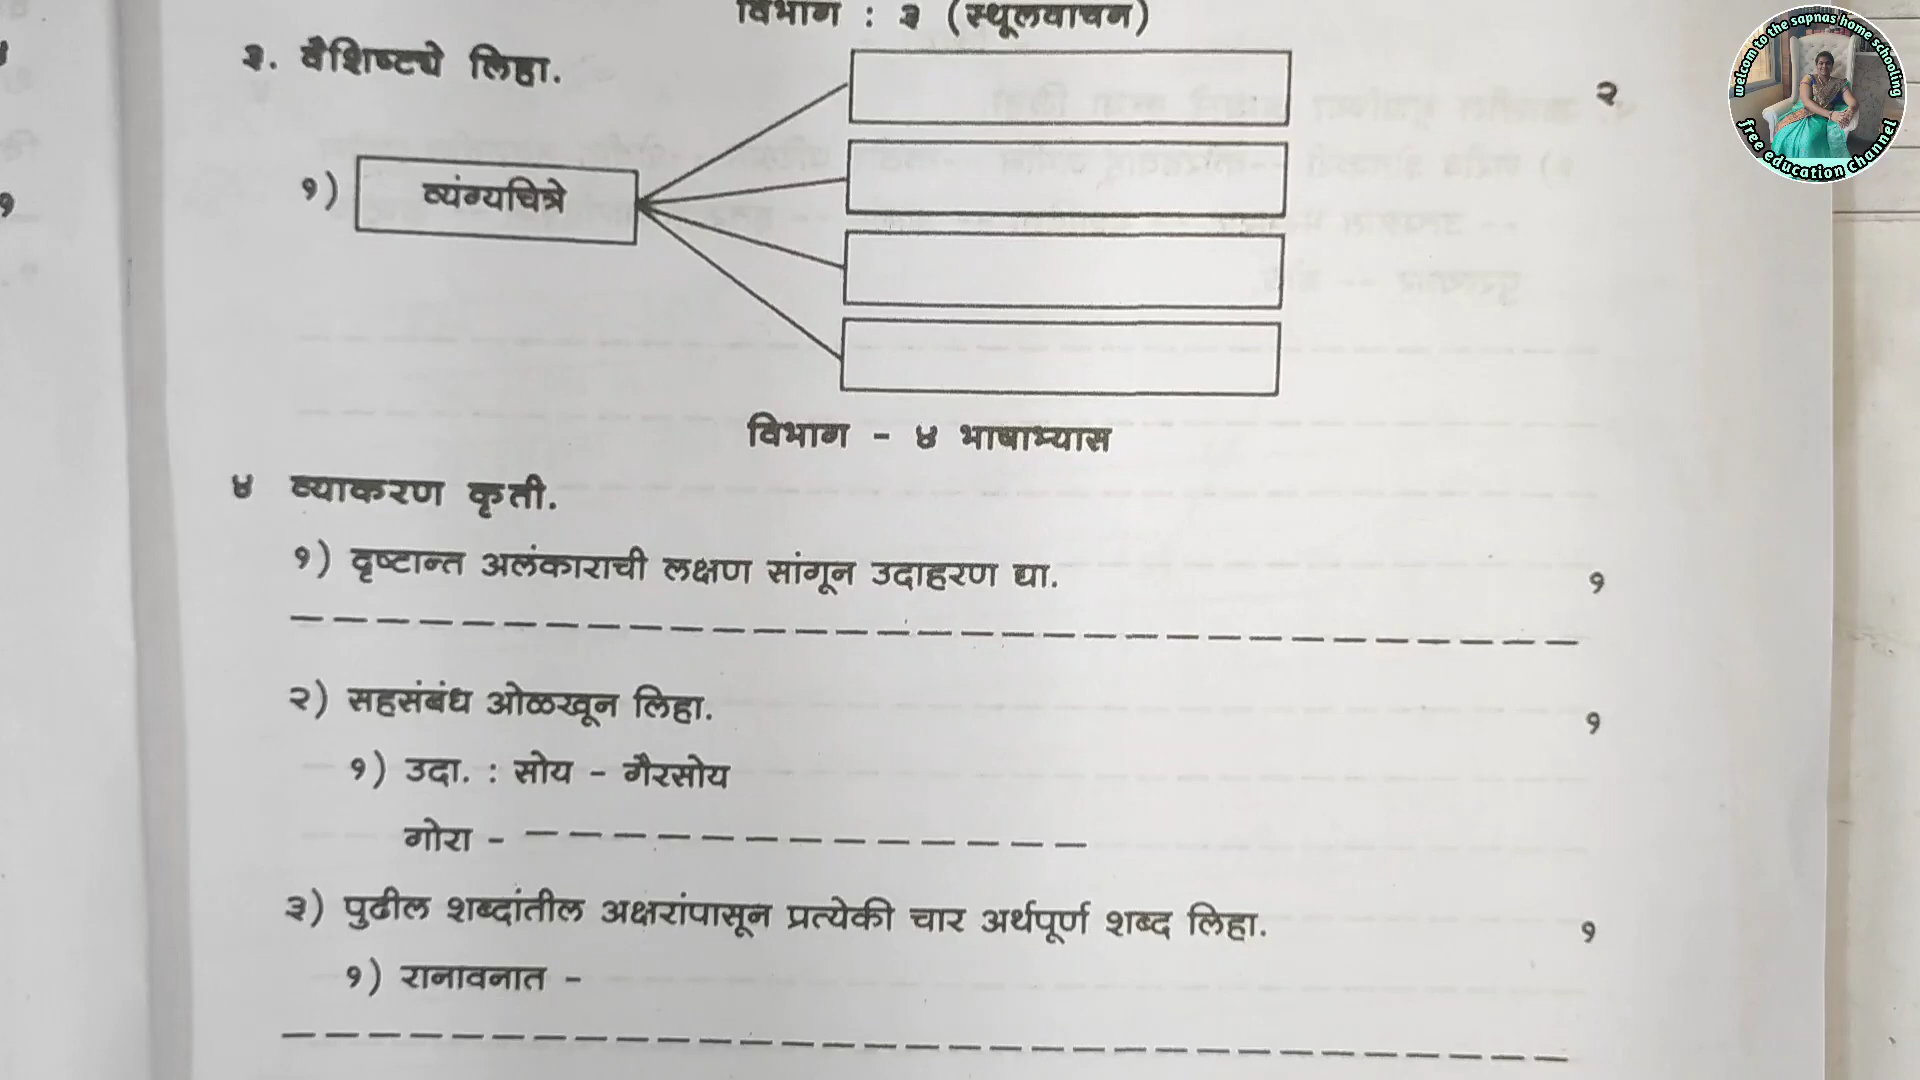 विभाग : ३ (स्थूलवाचन)
३. वैशिष्ट्ये लिहा.
२
१) व्यंग्यचित्रे
विभाग - ४ भाषाभ्यास
४ व्याकरण कृती.
१) दृष्टान्त अलंकाराची लक्षण सांगून उदाहरण द्या. १
२) सहसंबंध ओळखून लिहा. १
१) उदा. : सोय - गैरसोय
गोरा -
३) पुढील शब्दांतील अक्षरांपासून प्रत्येकी चार अर्थपूर्ण शब्द लिहा. १
१) रानावनात -
welcom to the sapnas home schooling
free education channel